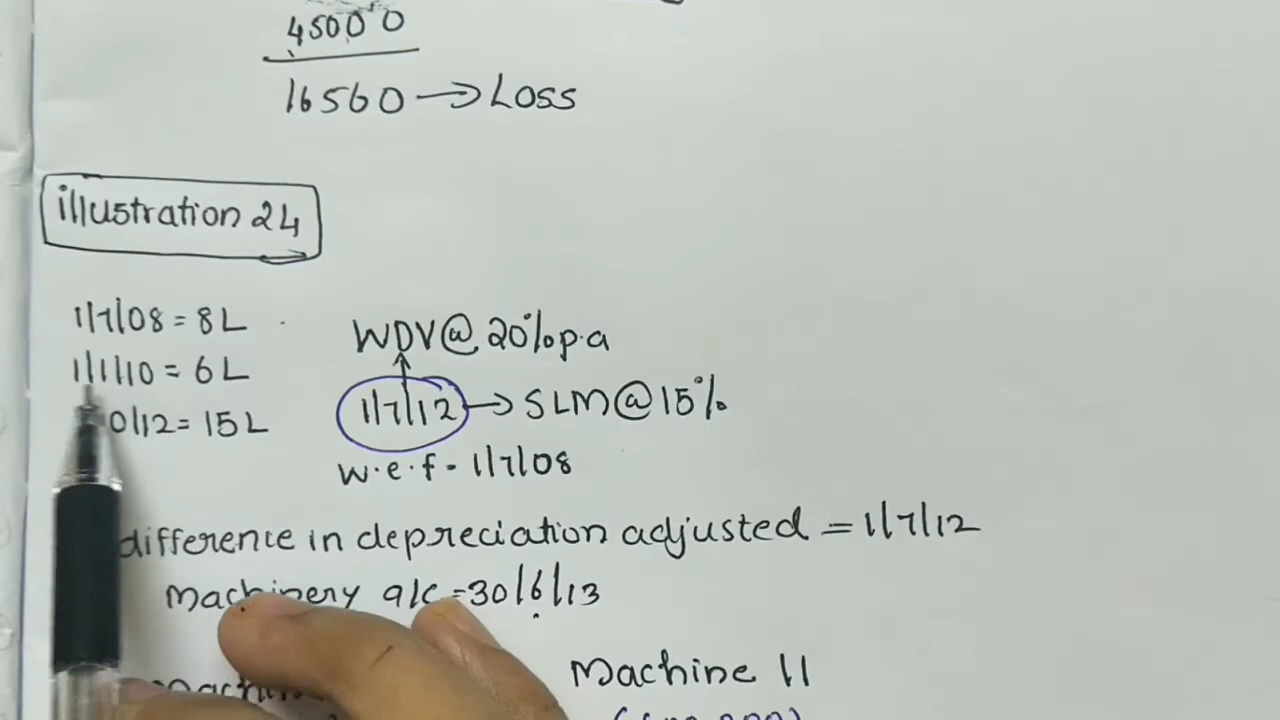 45000
16560 → Loss
illustration 24
1/7/08 = 8L
WDV@ 20% p.a
1/1/10 = 6L
1/7/12 → SLM@15%
0/12 = 15L
w.e.f - 1/7/08
difference in depreciation adjusted = 1/7/12
machinery a/c = 30/6/13
Machine II